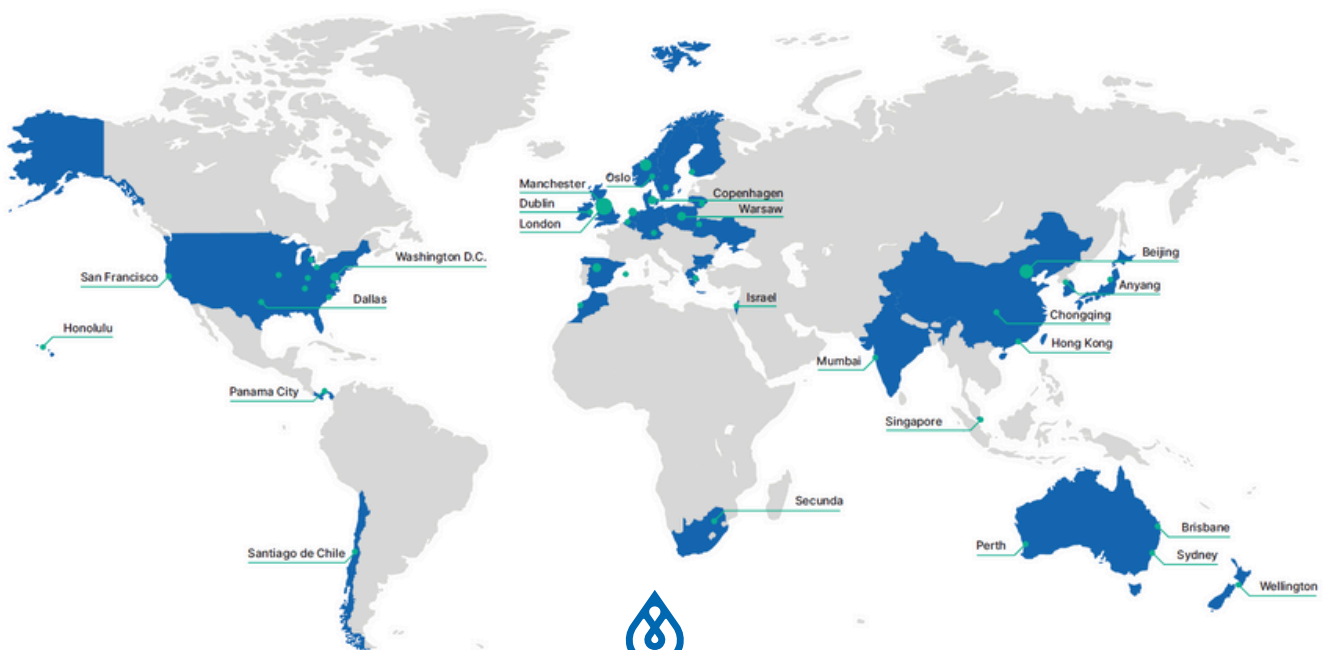 Manchester
Oslo
Copenhagen
Dublin
Warsaw
London
Washington D.C.
Beijing
San Francisco
Anyang
Israel
Dallas
Chongqing
Honolulu
Hong Kong
Mumbai
Panama City
Singapore
Secunda
Brisbane
Perth
Santiago de Chile
Sydney
Wellington